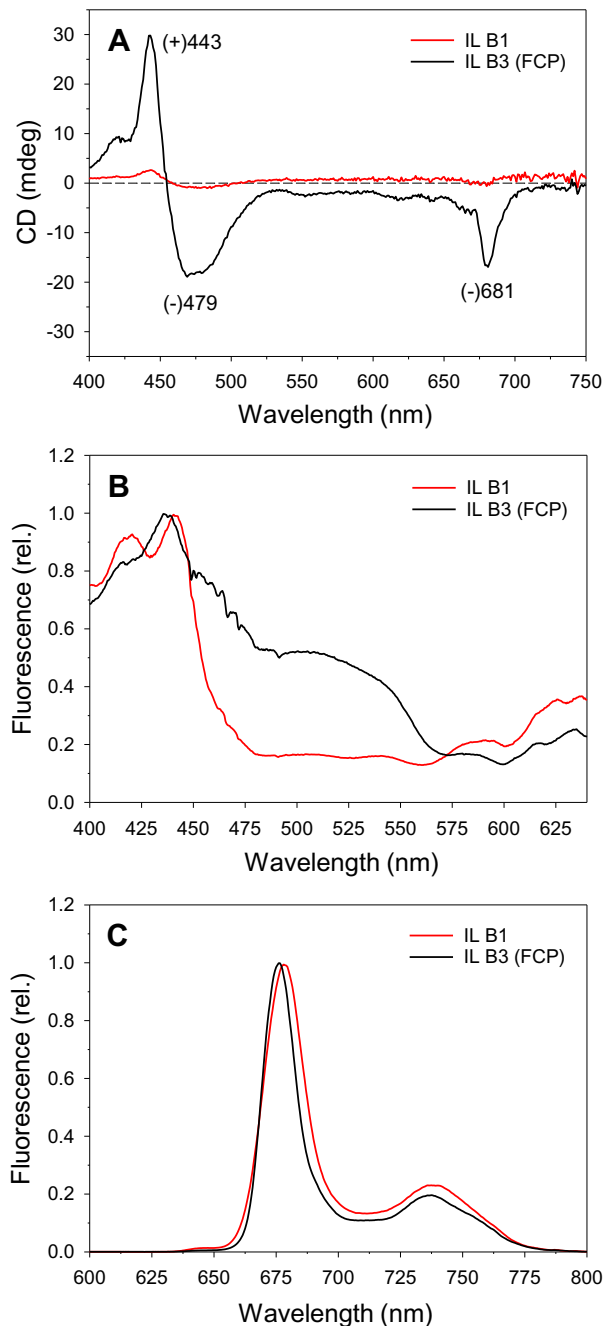 A
(+)443
IL B1
IL B3 (FCP)
30
20
10
0
-10
-20
-30
CD (mdeg)
(-)479
(-)681
400 450 500 550 600 650 700 750
Wavelength (nm)
B
IL B1
IL B3 (FCP)
1.2
1.0
0.8
0.6
0.4
0.2
0.0
Fluorescence (rel.)
400 425 450 475 500 525 550 575 600 625
Wavelength (nm)
C
IL B1
IL B3 (FCP)
1.2
1.0
0.8
0.6
0.4
0.2
0.0
Fluorescence (rel.)
600 625 650 675 700 725 750 775 800
Wavelength (nm)